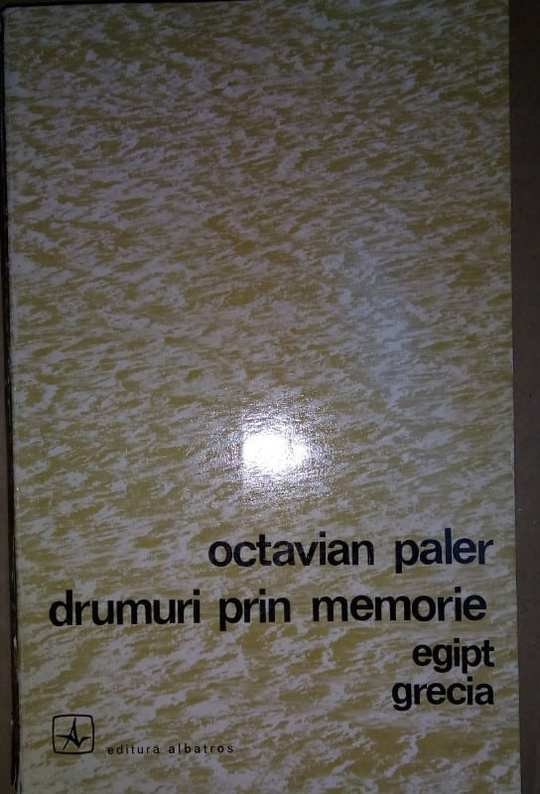 octavian paler
drumuri prin memorie
egipt
grecia
editura albatros